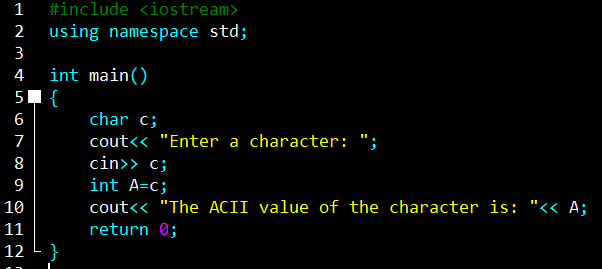 1 #include <iostream>
2 using namespace std;
3
4 int main()
5 {
6 char c;
7 cout<< "Enter a character: ";
8 cin>> c;
9 int A=c;
10 cout<< "The ACII value of the character is: "<< A;
11 return 0;
12 }